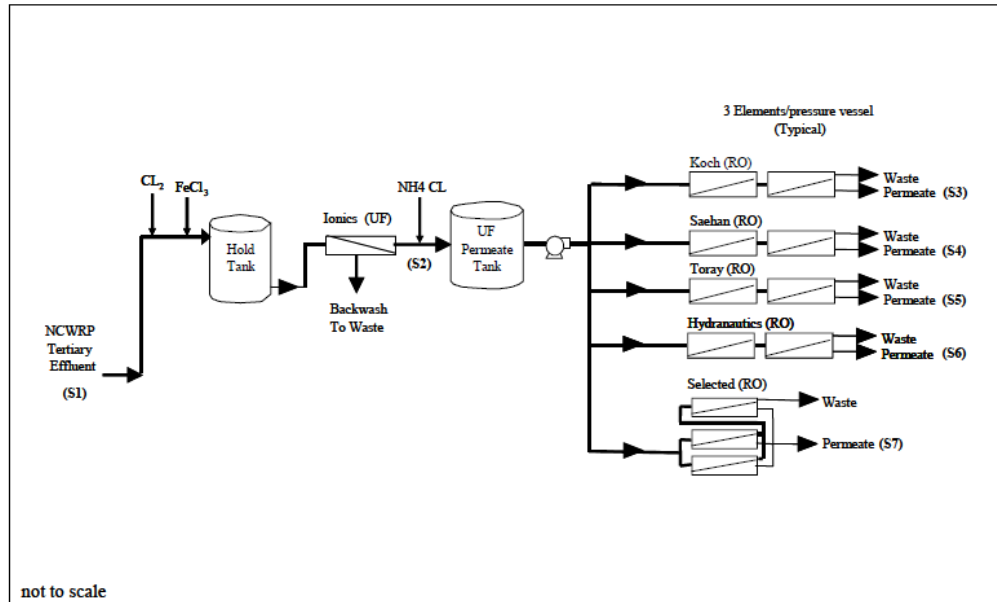 3 Elements/pressure vessel
(Typical)
CL2
FeCl3
NH4 CL
Ionics (UF)
Hold
Tank
(S2)
UF
Permeate
Tank
Backwash
To Waste
NCWRP
Tertiary
Effluent
(S1)
Koch (RO)
Waste
Permeate (S3)
Saehan (RO)
Waste
Permeate (S4)
Toray (RO)
Waste
Permeate (S5)
Hydranautics (RO)
Waste
Permeate (S6)
Selected (RO)
Waste
Permeate (S7)
not to scale